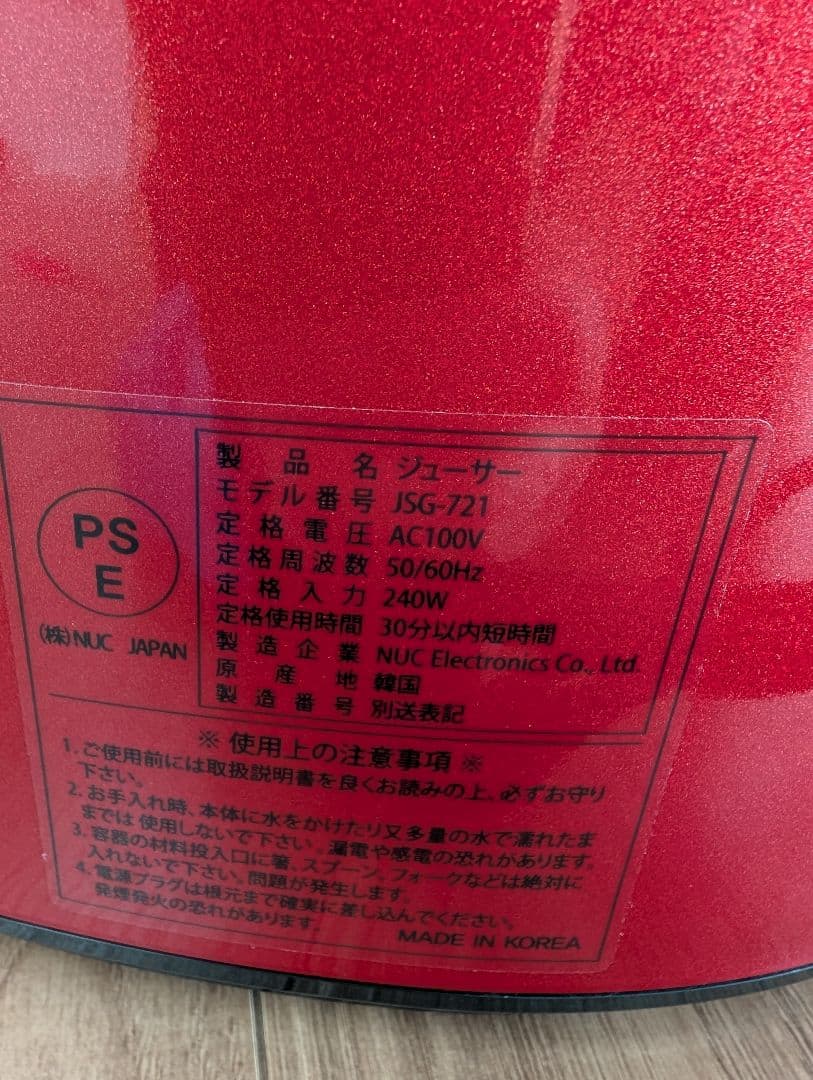 PS
E
(株)NUC JAPAN
製品名 ジューサー
モデル番号 JSG-721
定格電圧 AC100V
定格周波数 50/60Hz
定格入力 240W
定格使用時間 30分以内短時間
製造企業 NUC Electronics Co., Ltd.
原産地 韓国
製造番号 別送表記
※ 使用上の注意事項 ※
1. ご使用前には取扱説明書を良くお読みの上、必ずお守り
下さい。
2. お手入れ時、本体に水をかけたり又多量の水で濡れたま
までは使用しないで下さい。漏電や感電の恐れがあります。
3. 容器の材料投入口に箸、スプーン、フォークなどは絶対に
入れないで下さい。問題が発生します。
4.電源プラグは根元まで確実に差し込んでください。
発煙発火の恐れがあります。
MADE IN KOREA